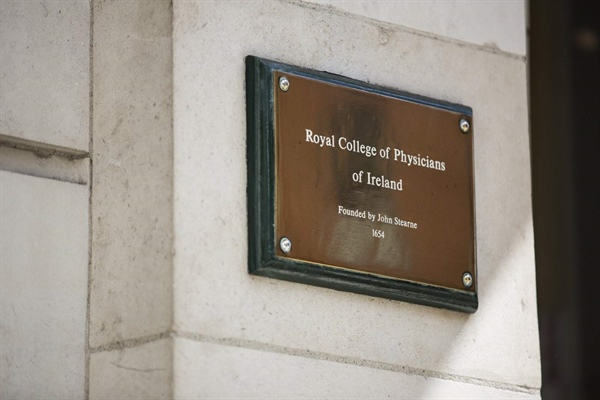 Royal College of Physicians
of Ireland
Founded by John Stearne
1654